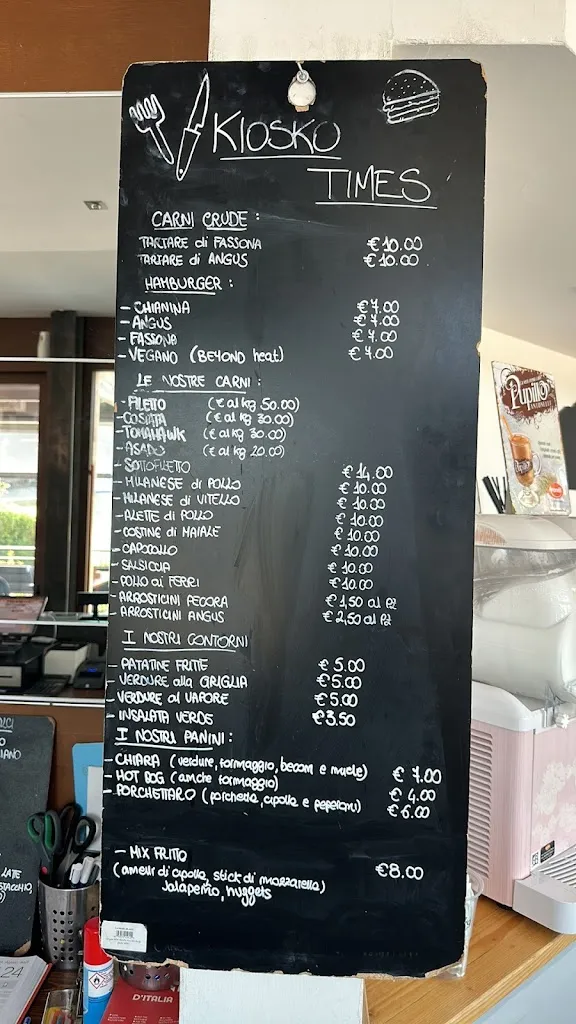 KIOSKO
TIMES
CARNI CRUDE :
TARTARE di FASSONA €10.00
TARTARE di ANGUS €10.00
HAMBURGER :
- CHIANINA €7.00
- ANGUS €7.00
- FASSONA €7.00
- VEGANO (BEYOND heat) €7.00
LE NOSTRE CARNI :
- FILETTO (€ al kg 50.00)
- COSTATA (€ al kg 30.00)
- TOMAHAWK (€ al kg 30.00)
- ASADO (€ al kg 20.00)
- SOTTOFILETTO €14.00
- MILANESE di POLLO €10.00
- MILANESE di VITELLO €10.00
- ALETTE di POLLO €10.00
- COSTINE di MAIALE €10.00
- CAPOCOLLO €10.00
- SALSICCIA €10.00
- POLLO ai FERRI €10.00
- ARROSTICINI PECORA €1,50 al PZ
- ARROSTICINI ANGUS €2,50 al PZ
I NOSTRI CONTORNI
- PATATINE FRITTE €5.00
- VERDURE alla GRIGLIA €5.00
- VERDURE al VAPORE €5.00
- INSALATA VERDE €3.50
I NOSTRI PANINI :
- CHIARA (verdure, formaggio, becom e miele) €7.00
- HOT DOG (anche formaggio) €4.00
- PORCHETTARO (porchetta, cipolla e peperoni) €6.00
- MIX FRITTO €8.00
(anelli di cipolla, stick di mozzarella)
Jalapeño, nuggets
Pupillo
LATE
STACCHIO,
24
D'ITALIA